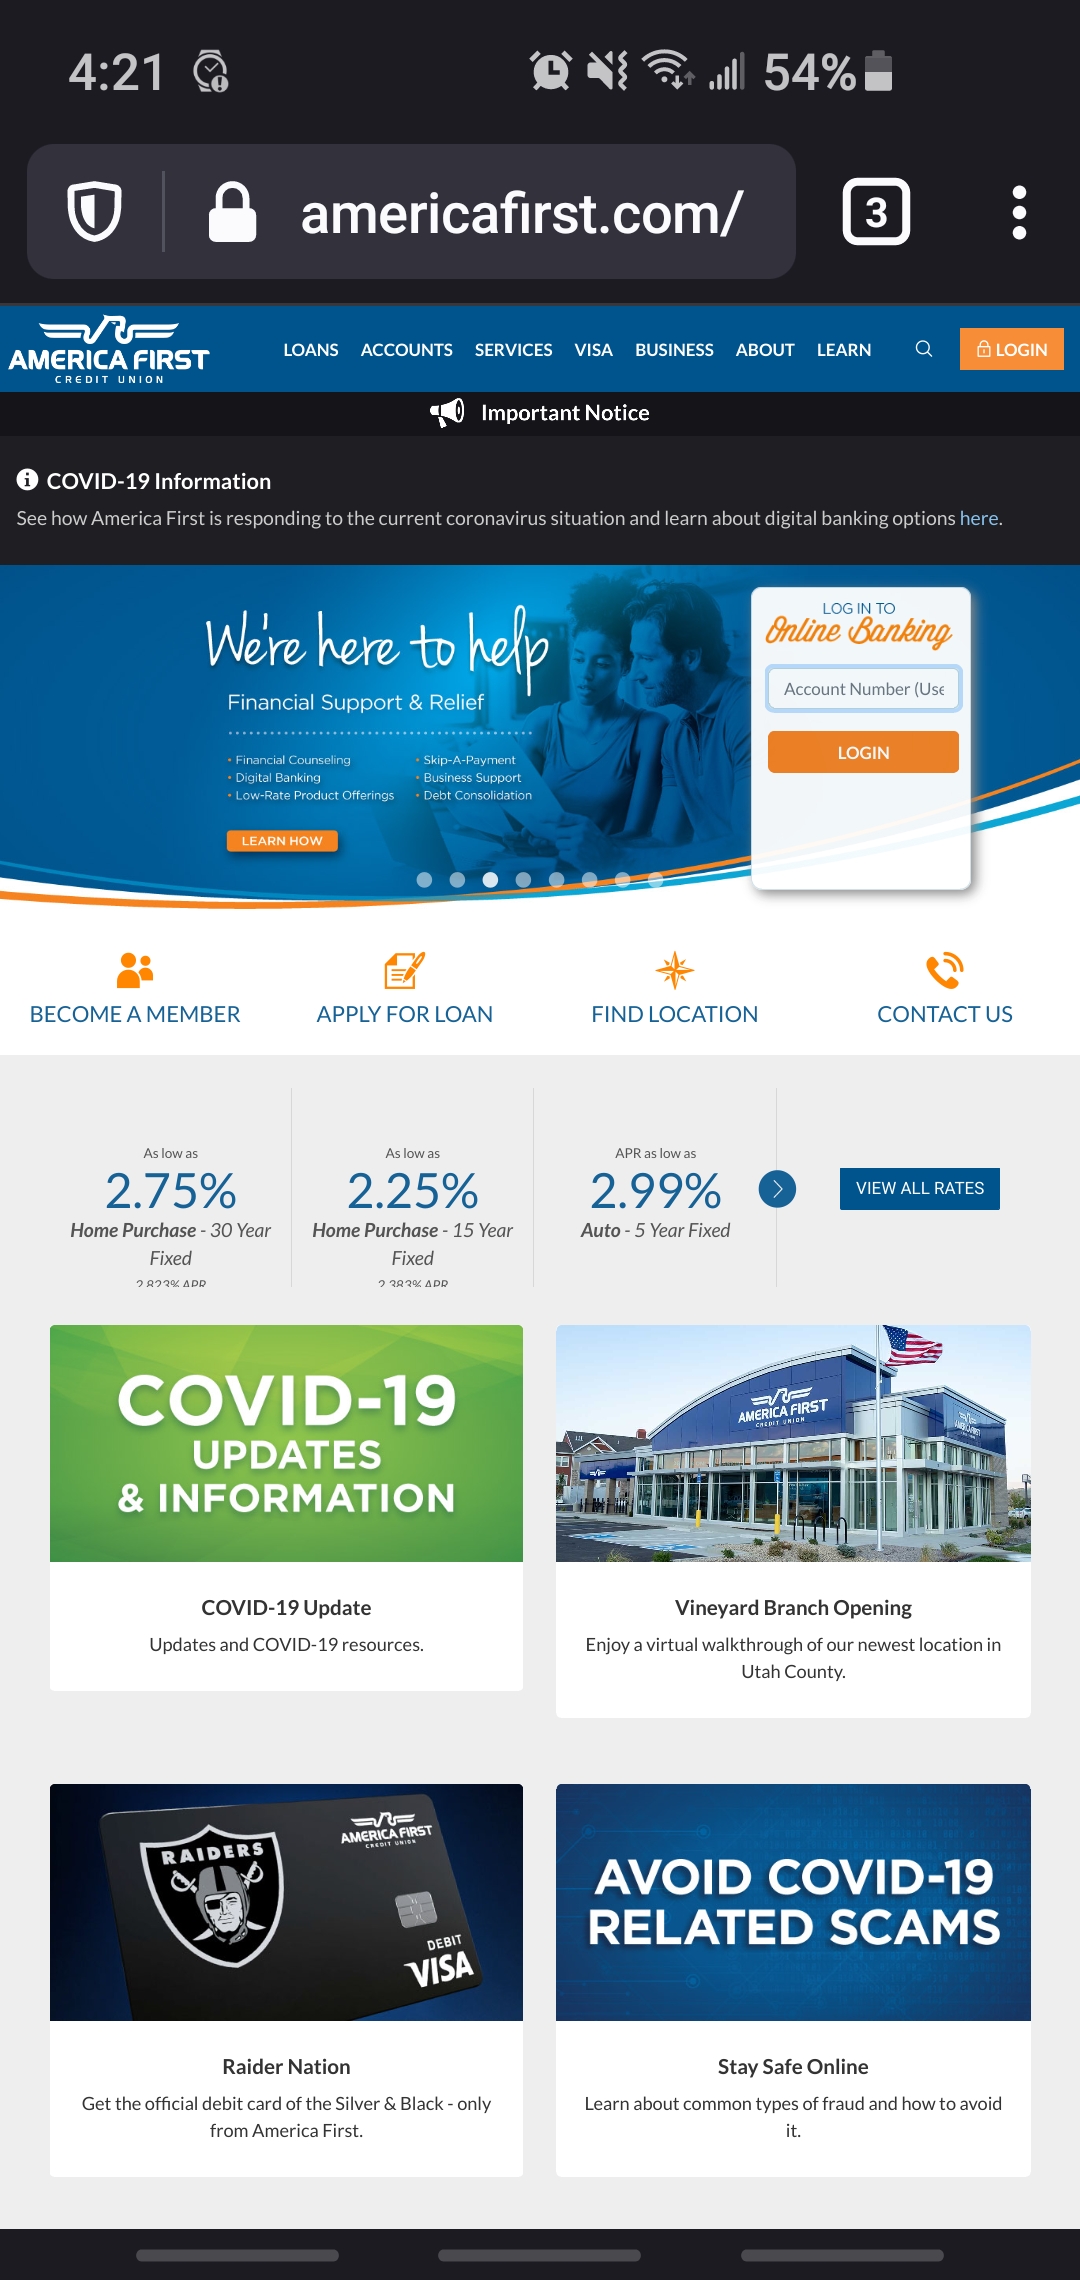 4:21
54%
americafirst.com/
3
AMERICA FIRST
CREDIT UNION
LOANS ACCOUNTS SERVICES VISA BUSINESS ABOUT LEARN
LOGIN
Important Notice
COVID-19 Information
See how America First is responding to the current coronavirus situation and learn about digital banking options here.
We're here to help
Financial Support & Relief
• Financial Counseling
• Digital Banking
• Low-Rate Product Offerings
• Skip-A-Payment
• Business Support
• Debt Consolidation
LEARN HOW
LOG IN TO
Online Banking
Account Number (Use
LOGIN
BECOME A MEMBER
APPLY FOR LOAN
FIND LOCATION
CONTACT US
As low as
2.75%
Home Purchase - 30 Year
Fixed
2.823% APR
As low as
2.25%
Home Purchase - 15 Year
Fixed
2.383% APR
APR as low as
2.99%
Auto - 5 Year Fixed
VIEW ALL RATES
COVID-19
UPDATES
& INFORMATION
COVID-19 Update
Updates and COVID-19 resources.
AMERICA FIRST
CREDIT UNION
AMERICA FIRST
Vineyard Branch Opening
Enjoy a virtual walkthrough of our newest location in
Utah County.
RAIDERS
AMERICA FIRST
CREDIT UNION
DEBIT
VISA
Raider Nation
Get the official debit card of the Silver & Black - only
from America First.
AVOID COVID-19
RELATED SCAMS
Stay Safe Online
Learn about common types of fraud and how to avoid
it.